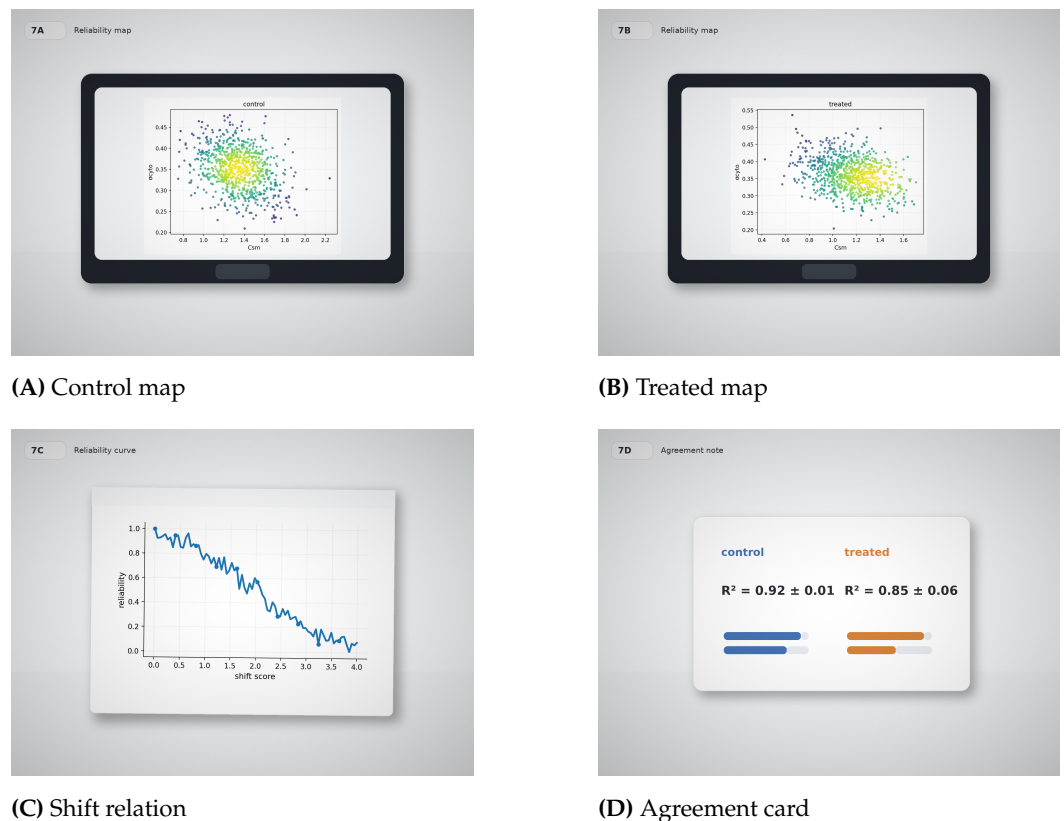 7A Reliability map
control
0.45
0.40
0.35
0.30
0.25
0.20
σcyto
0.8 1.0 1.2 1.4 1.6 1.8 2.0 2.2
Csm
(A) Control map
7B Reliability map
treated
0.55
0.50
0.45
0.40
0.35
0.30
0.25
0.20
σcyto
0.4 0.6 0.8 1.0 1.2 1.4 1.6
Csm
(B) Treated map
7C Reliability curve
1.0
0.8
0.6
0.4
0.2
0.0
reliability
0.0 0.5 1.0 1.5 2.0 2.5 3.0 3.5 4.0
shift score
(C) Shift relation
7D Agreement note
control treated
R² = 0.92 ± 0.01 R² = 0.85 ± 0.06
(D) Agreement card